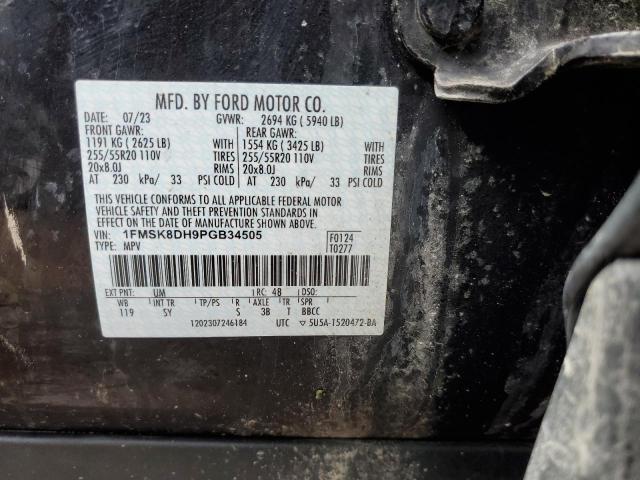 MFD. BY FORD MOTOR CO.
DATE: 07/23 GVWR: 2694 KG ( 5940 LB)
FRONT GAWR: REAR GAWR:
1191 KG ( 2625 LB) WITH 1554 KG ( 3425 LB) WITH
255/55R20 110V TIRES 255/55R20 110V TIRES
20x8.0J RIMS 20x8.0J RIMS
AT 230 kPa/ 33 PSI COLD AT 230 kPa/ 33 PSI COLD
THIS VEHICLE CONFORMS TO ALL APPLICABLE FEDERAL MOTOR
VEHICLE SAFETY AND THEFT PREVENTION STANDARDS IN
EFFECT ON THE DATE OF MANUFACTURE SHOWN ABOVE.
VIN: 1FMSK8DH9PGB34505 F0124
TYPE: MPV T0277
EXT PNT: UM RC: 48 DSO:
WB INT TR TP/PS R AXLE TR SPR
119 SY S 3B T BBCC
1202307246184 UTC ▽ 5U5A-1520472-BA